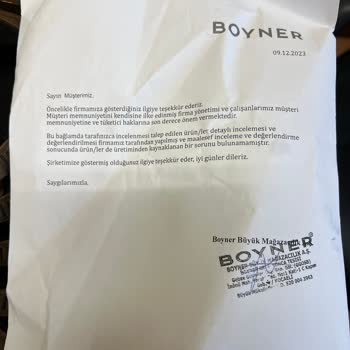 BOYNER
09.12.2023
Sayın Müşterimiz,
Öncelikle firmamıza gösterdiğiniz ilgiye teşekkür ederiz.
Müşteri memnuniyetini kendisine ilke edinmiş firma yönetimi ve çalışanlarımız müşteri
memnuniyetine ve tüketici haklarına son derece önem vermektedir.
Bu bağlamda tarafınızca incelenmesi talep edilen ürün/ler detaylı incelemesi ve
değerlendirilmesi firmamız tarafından yapılmış ve maalesef inceleme ve değerlendirme
sonucunda ürün/ler de üretiminden kaynaklanan bir sorunu bulunamamıştır.
Şirketimize göstermiş olduğunuz ilgiye teşekkür eder, iyi günler dileriz.
Saygılarımızla,
Boyner Büyük Mağazacılık
BOYNER
BOYNER BÜYÜK MAĞAZACILIK A.Ş.